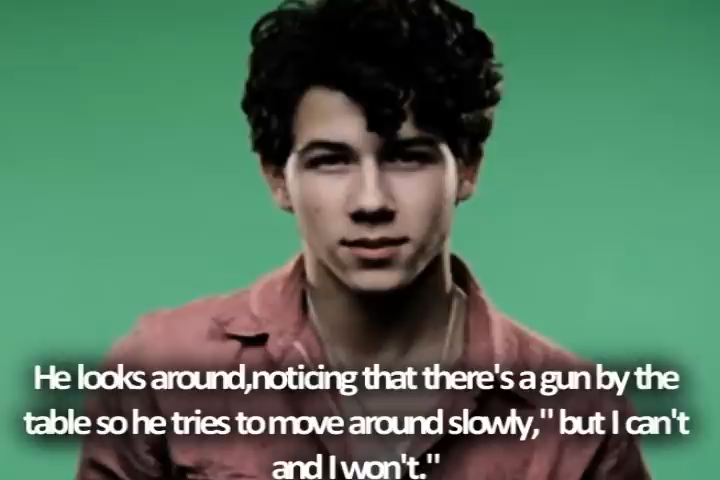 He looks around,noticing that there's a gun by the
table so he tries to move around slowly," but I can't
and I won't."